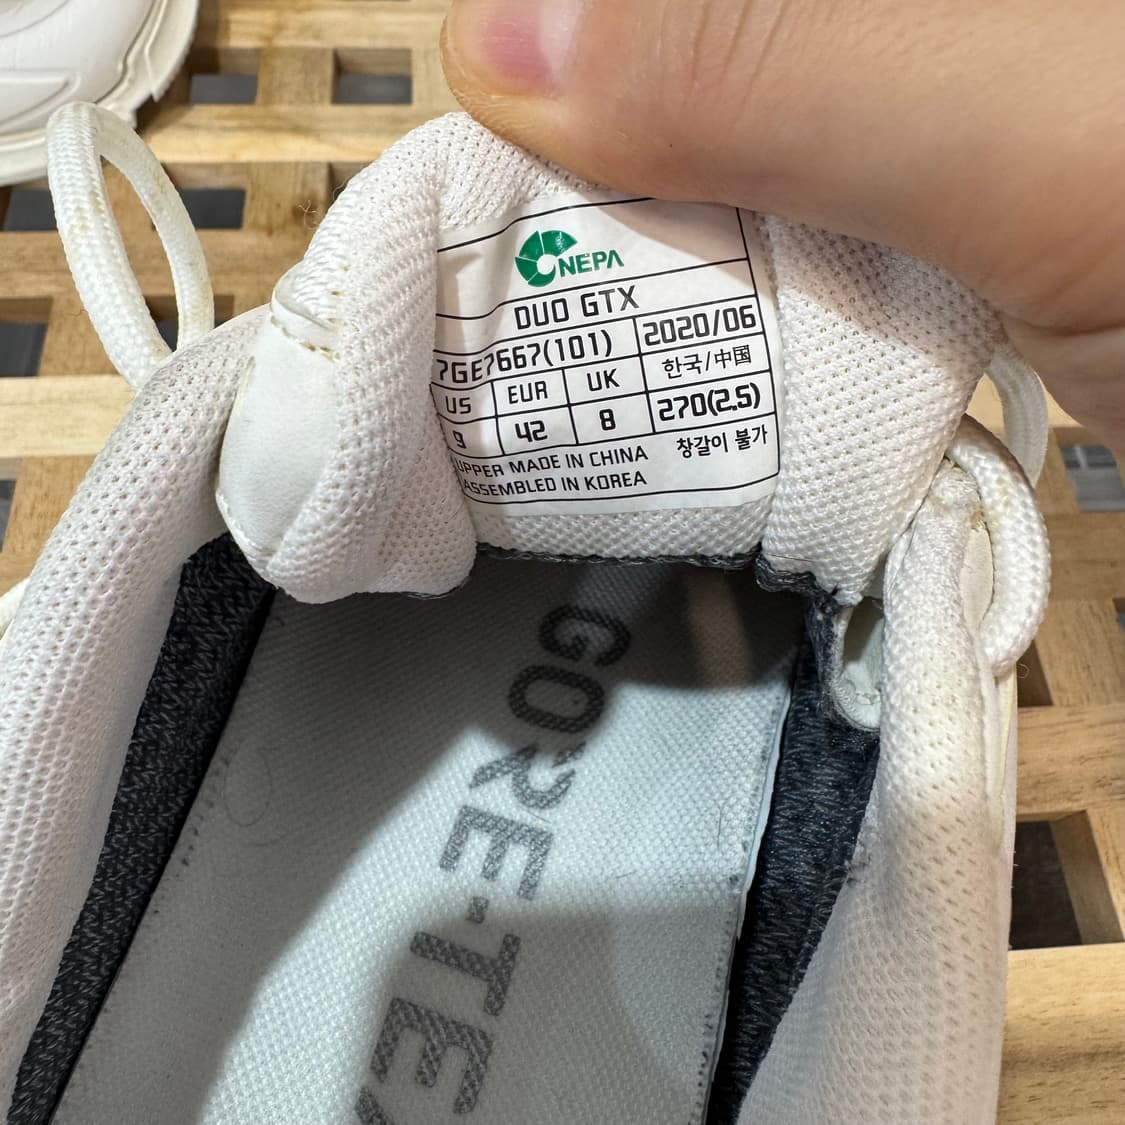 NEPA
DUO GTX
7GE7667(101) 2020/06
US EUR UK 한국/中国
9 42 8 270(2.5)
UPPER MADE IN CHINA 창갈이 불가
ASSEMBLED IN KOREA
GORE-TEX